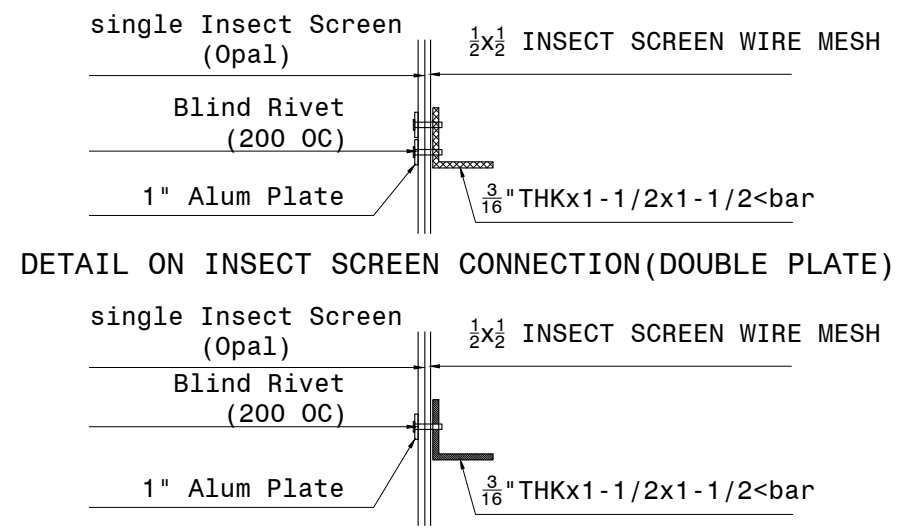 single Insect Screen
(Opal)
½x½ INSECT SCREEN WIRE MESH
Blind Rivet
(200 OC)
1" Alum Plate
3/16"THKx1-1/2x1-1/2<bar
DETAIL ON INSECT SCREEN CONNECTION(DOUBLE PLATE)
single Insect Screen
(Opal)
½x½ INSECT SCREEN WIRE MESH
Blind Rivet
(200 OC)
1" Alum Plate
3/16"THKx1-1/2x1-1/2<bar